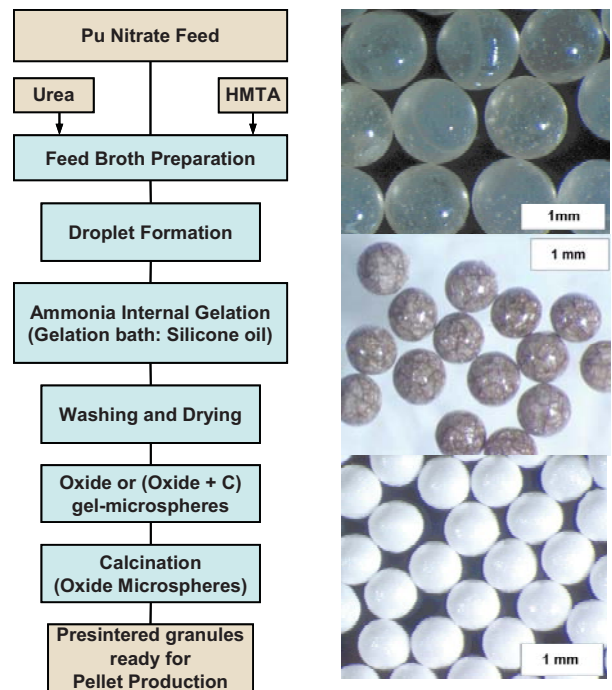 Pu Nitrate Feed
Urea
HMTA
Feed Broth Preparation
Droplet Formation
Ammonia Internal Gelation
(Gelation bath: Silicone oil)
Washing and Drying
Oxide or (Oxide + C)
gel-microspheres
Calcination
(Oxide Microspheres)
Presintered granules
ready for
Pellet Production
1mm
1 mm
1 mm